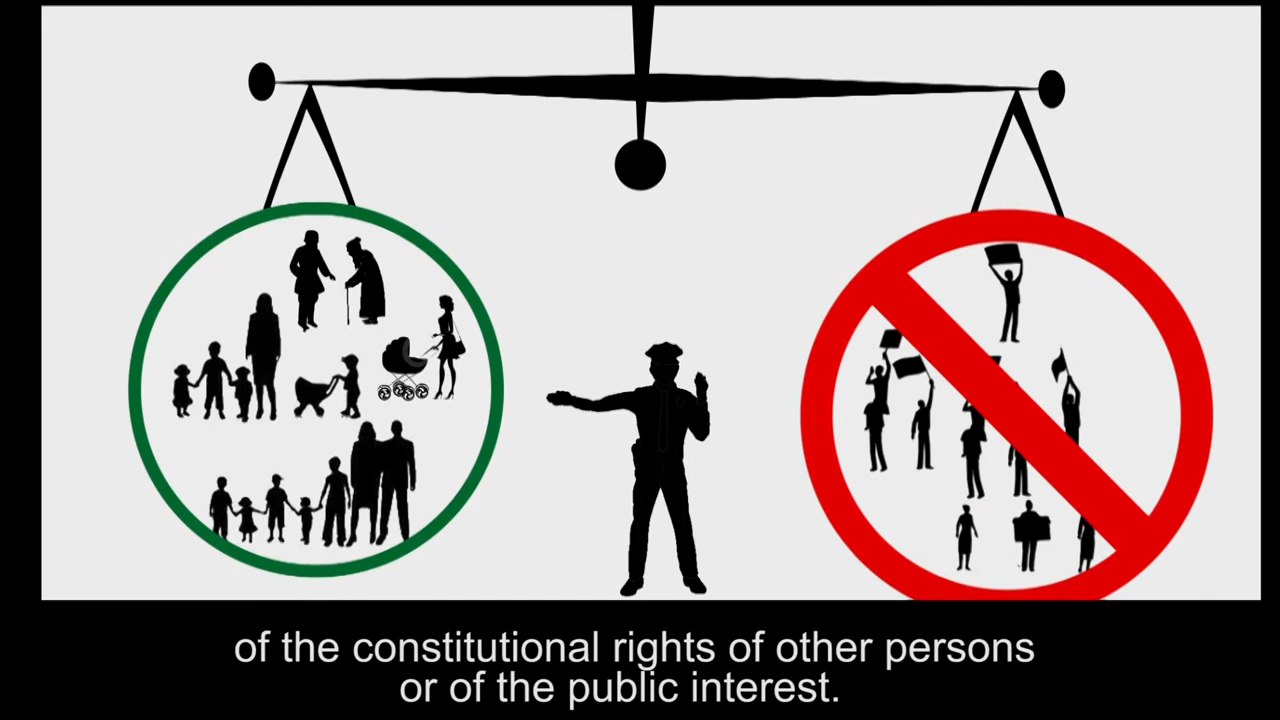 of the constitutional rights of other persons
or of the public interest.